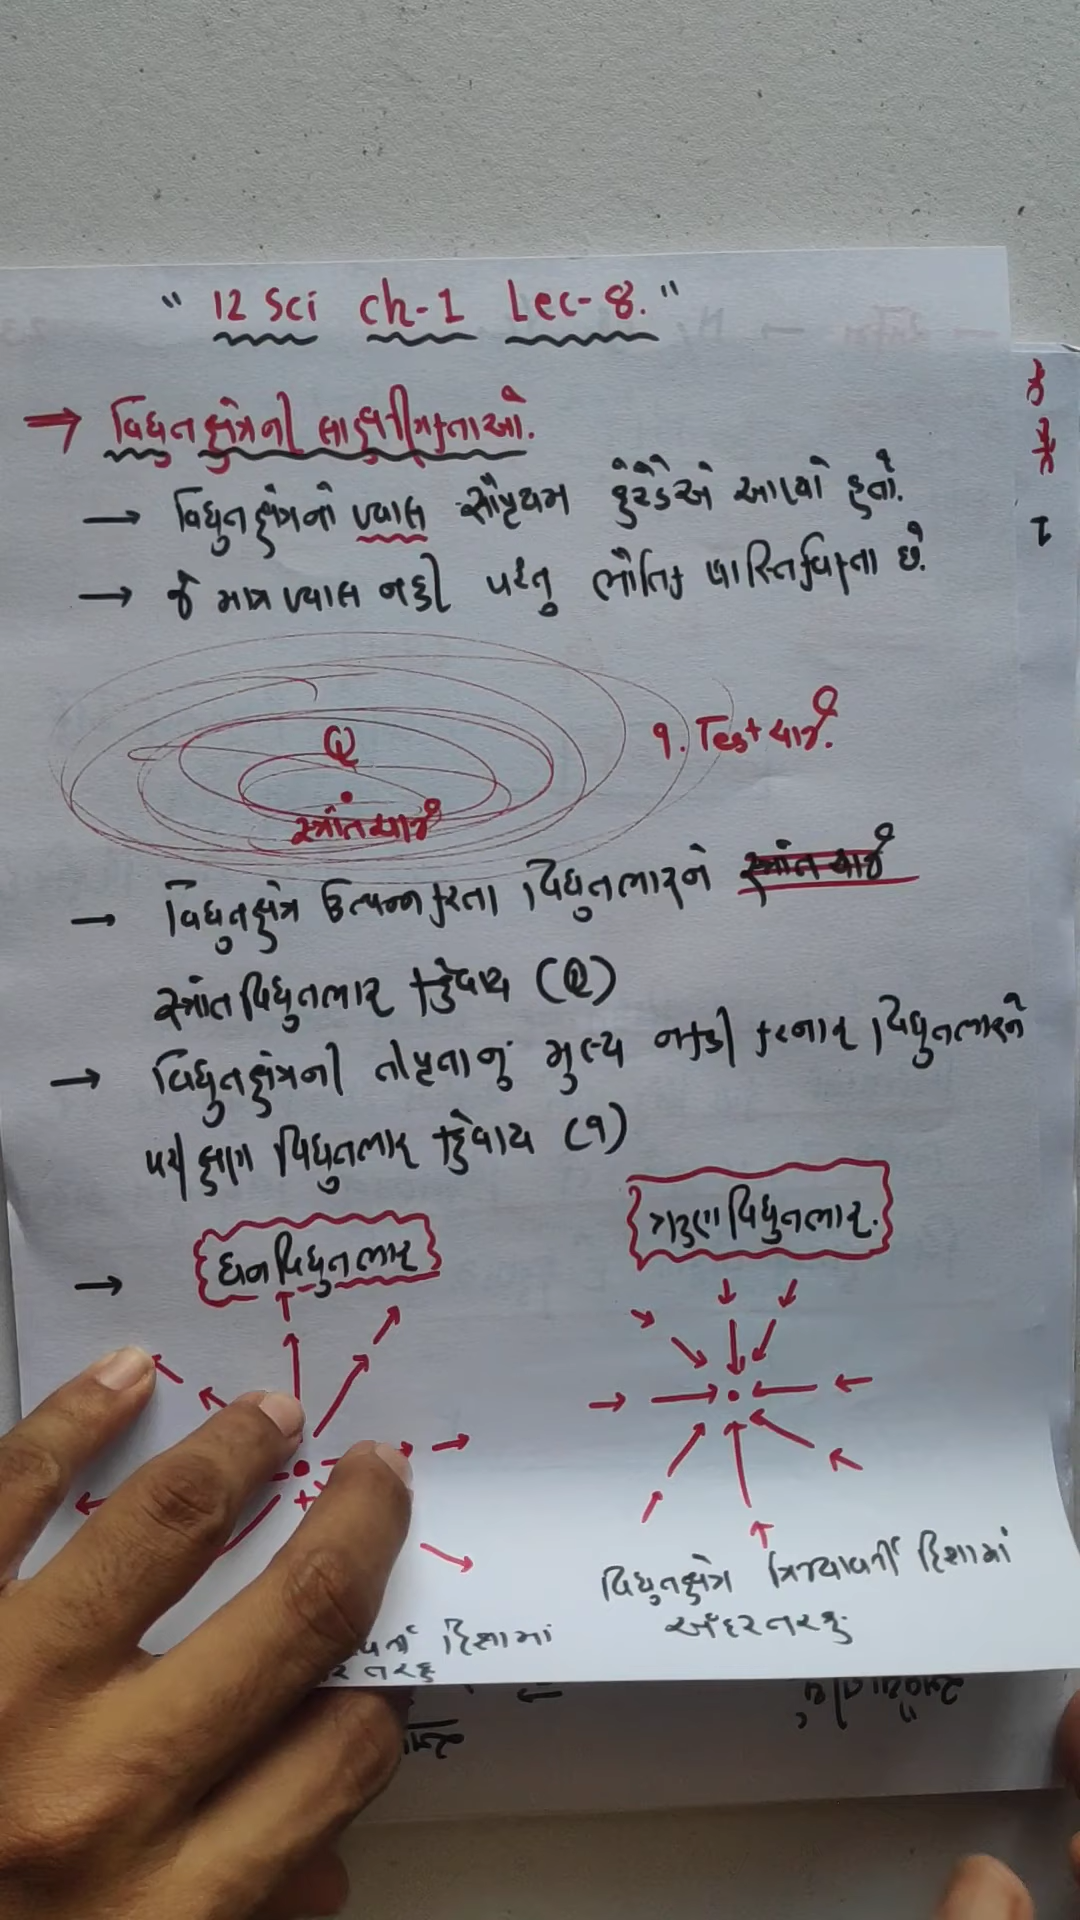 " 12 Sci ch-1 Lec-8. "
⇒ વિદ્યુતક્ષેત્રની લાક્ષણીકતાઓ.
→ વિદ્યુતક્ષેત્રનો ખ્યાલ સૌપ્રથમ ફેરેડેએ આપ્યો હતો.
→ જે માત્ર ખ્યાલ નહી પરંતુ ભૌતિક વાસ્તિવિકતા છે.
Q
q. Test ચાર્જ.
સ્ત્રોતચાર્જ
→ વિદ્યુતક્ષેત્ર ઉત્પન્ન કરતા વિદ્યુતભારને
સ્ત્રોત વિદ્યુતભાર કહેવાય (Q)
→ વિદ્યુતક્ષેત્રની તીવ્રતાનું મુલ્ય નક્કી કરનાર વિદ્યુતભારને
પરીક્ષણ વિદ્યુતભાર કહેવાય (q)
→ ધન વિદ્યુતભાર
ઋણ વિદ્યુતભાર.
વિદ્યુતક્ષેત્ર ત્રિજ્યાવર્તી દિશામાં
અંદર તરફ
દિશામાં
તરફ